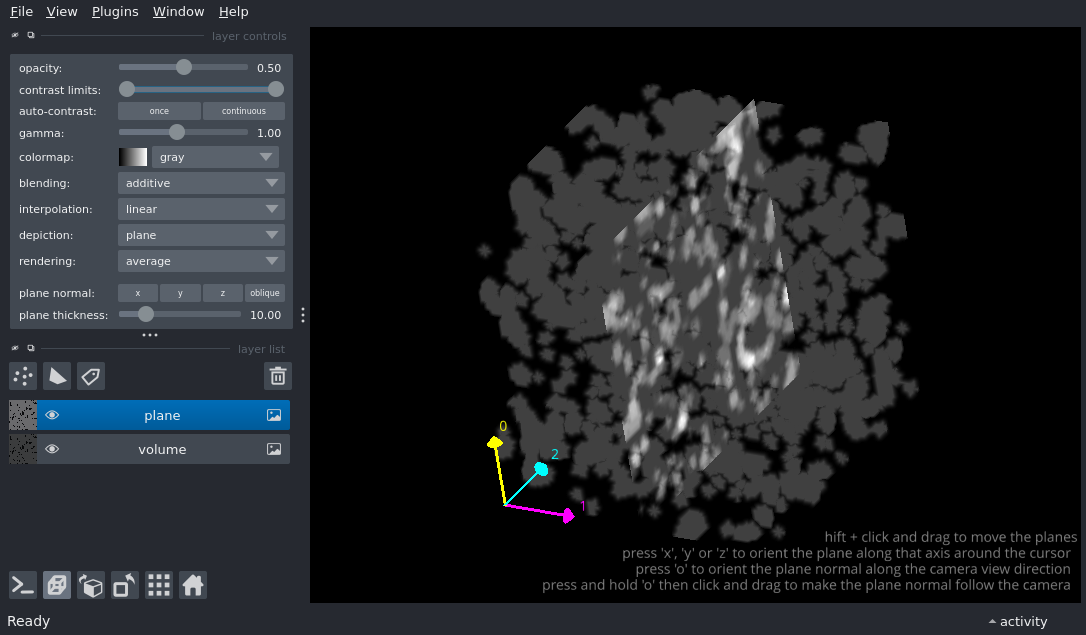 File View Plugins Window Help
layer controls
opacity: 0.50
contrast limits:
auto-contrast: once continuous
gamma: 1.00
colormap: gray
blending: additive
interpolation: linear
depiction: plane
rendering: average
plane normal: x y z oblique
plane thickness: 10.00
layer list
plane
volume
0
2
1
hift + click and drag to move the planes
press 'x', 'y' or 'z' to orient the plane along that axis around the cursor
press 'o' to orient the plane normal along the camera view direction
press and hold 'o' then click and drag to make the plane normal follow the camera
Ready activity